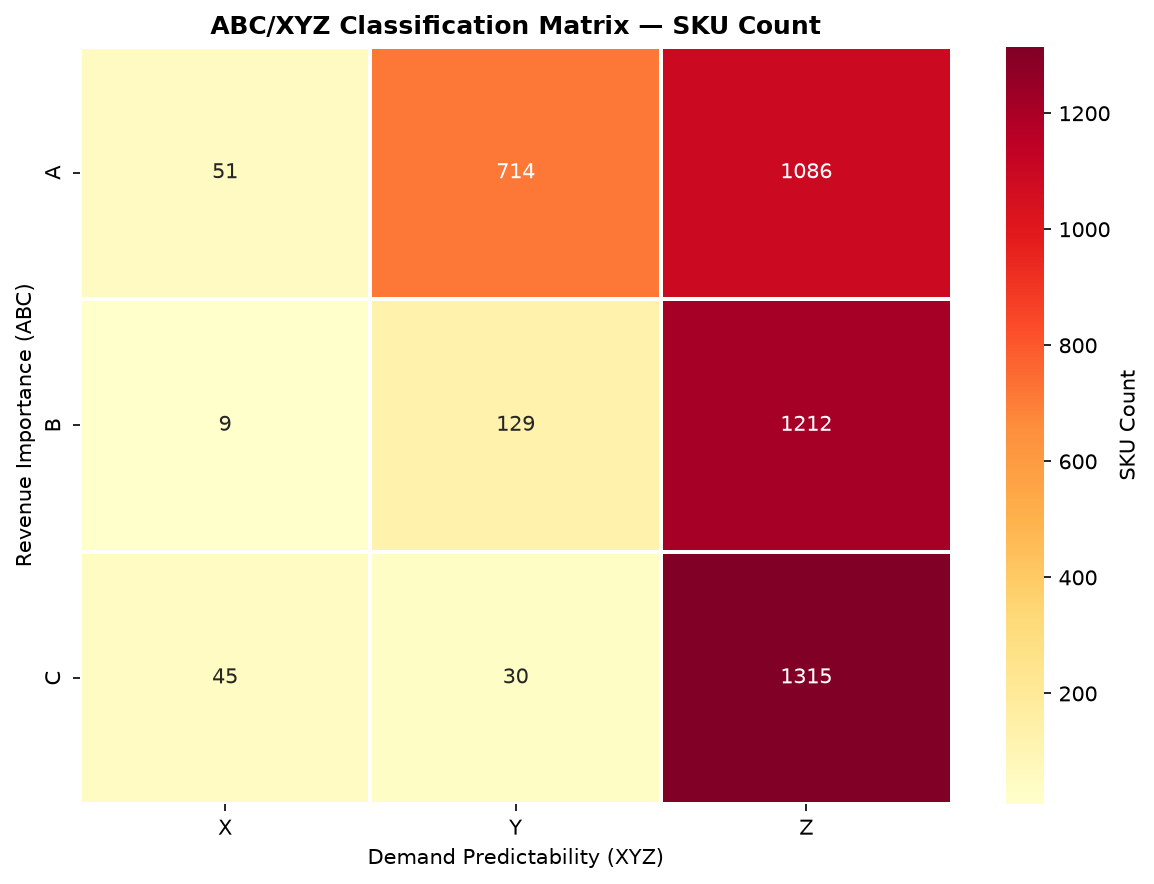 ABC/XYZ Classification Matrix — SKU Count
Revenue Importance (ABC)
A
51
714
1086
B
9
129
1212
C
45
30
1315
X
Y
Z
Demand Predictability (XYZ)
1200
1000
800
600
400
200
SKU Count